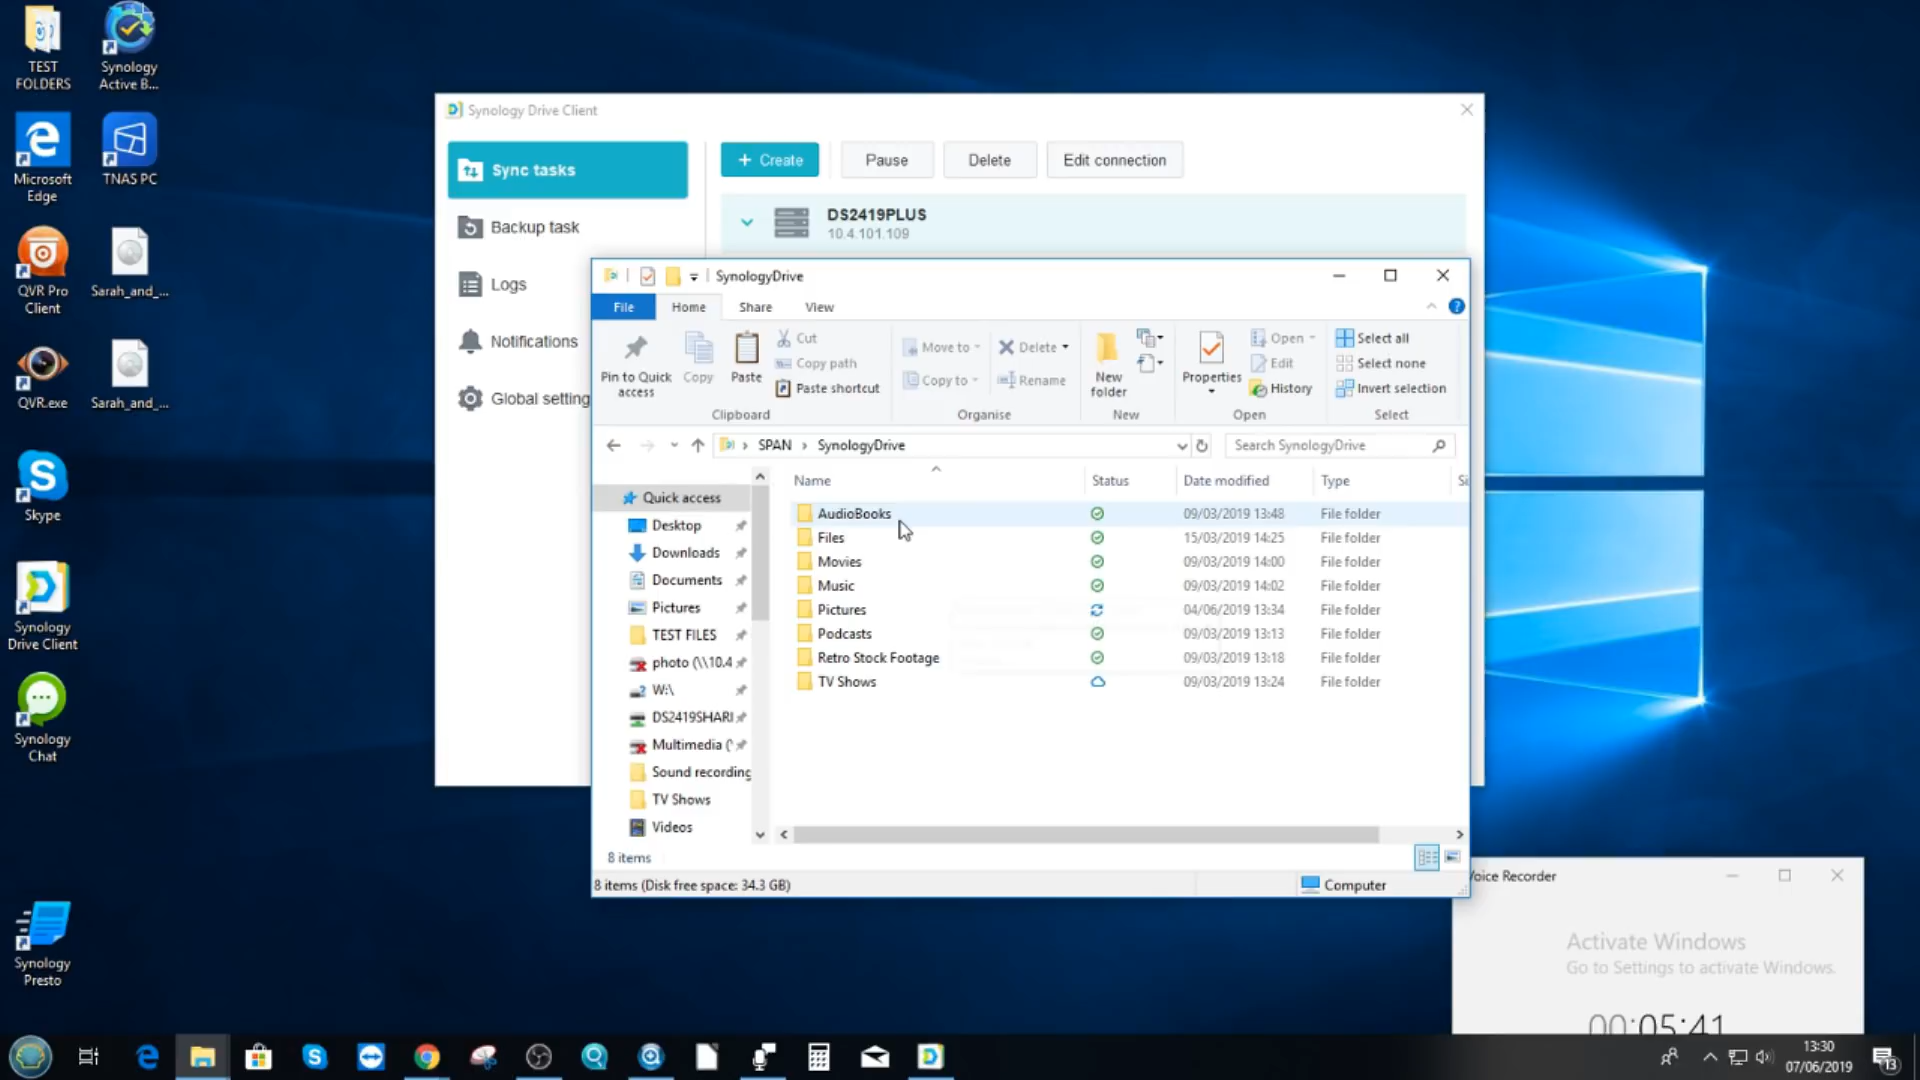 TEST
FOLDERS
Synology
Active B...
Microsoft
Edge
TNAS PC
QVR Pro
Client
Sarah_and_...
QVR.exe
Sarah_and_...
Skype
Synology
Drive Client
Synology
Chat
Synology
Presto
Synology Drive Client
Sync tasks
Backup task
Logs
Notifications
Global setting
+ Create
Pause
Delete
Edit connection
DS2419PLUS
10.4.101.109
SynologyDrive
File
Home
Share
View
Pin to Quick
access
Copy
Paste
Cut
Copy path
Paste shortcut
Clipboard
Move to
Copy to
Delete
Rename
Organise
New
folder
New
Properties
Open
Edit
History
Open
Select all
Select none
Invert selection
Select
SPAN > SynologyDrive
Search SynologyDrive
Quick access
Desktop
Downloads
Documents
Pictures
TEST FILES
photo (\\10.4
W:\
DS2419SHARI
Multimedia (
Sound recording
TV Shows
Videos
Name Status Date modified Type
AudioBooks 09/03/2019 13:48 File folder
Files 15/03/2019 14:25 File folder
Movies 09/03/2019 14:00 File folder
Music 09/03/2019 14:02 File folder
Pictures 04/06/2019 13:34 File folder
Podcasts 09/03/2019 13:13 File folder
Retro Stock Footage 09/03/2019 13:18 File folder
TV Shows 09/03/2019 13:24 File folder
8 items
8 items (Disk free space: 34.3 GB)
Computer
Voice Recorder
Activate Windows
Go to Settings to activate Windows.
00:05:41
13:30
07/06/2019
13